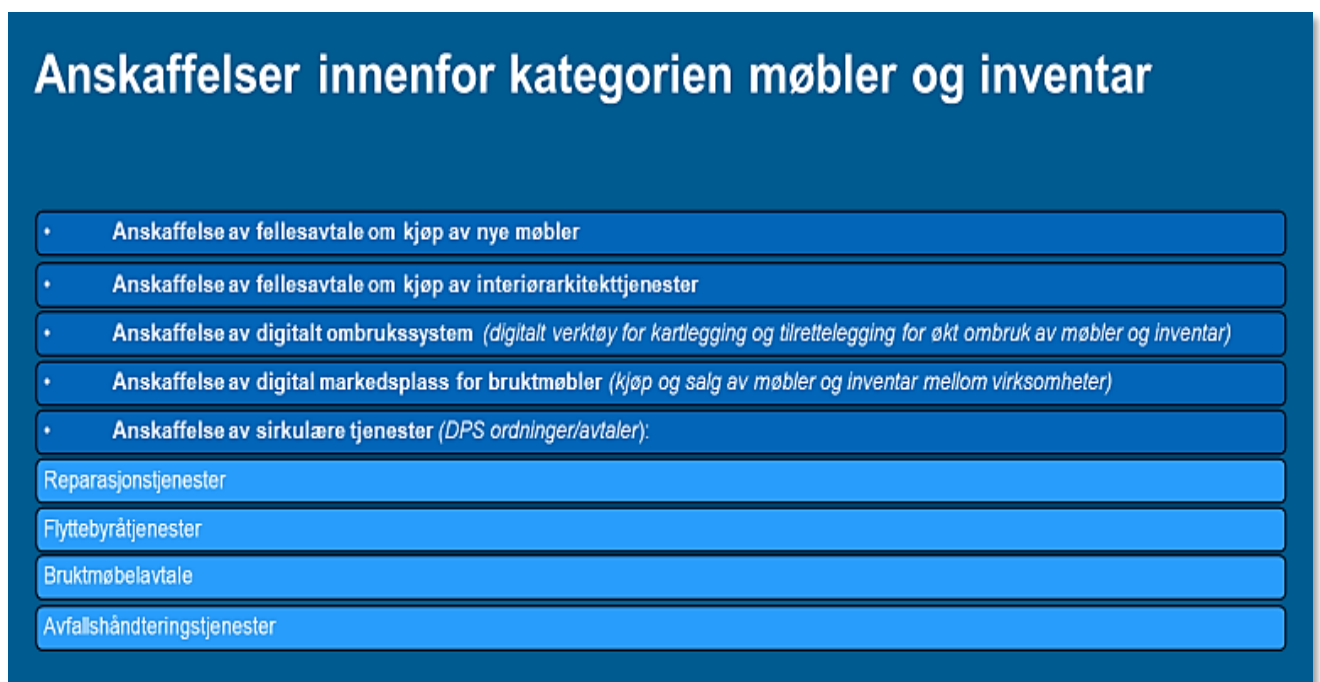 Anskaffelser innenfor kategorien møbler og inventar
• Anskaffelse av fellesavtale om kjøp av nye møbler
• Anskaffelse av fellesavtale om kjøp av interiørarkitekttjenester
• Anskaffelse av digitalt ombrukssystem (digitalt verktøy for kartlegging og tilrettelegging for økt ombruk av møbler og inventar)
• Anskaffelse av digital markedsplass for bruktmøbler (kjøp og salg av møbler og inventar mellom virksomheter)
• Anskaffelse av sirkulære tjenester (DPS ordninger/avtaler):
Reparasjonstjenester
Flyttebyråtjenester
Bruktmøbelavtale
Avfallshåndteringstjenester